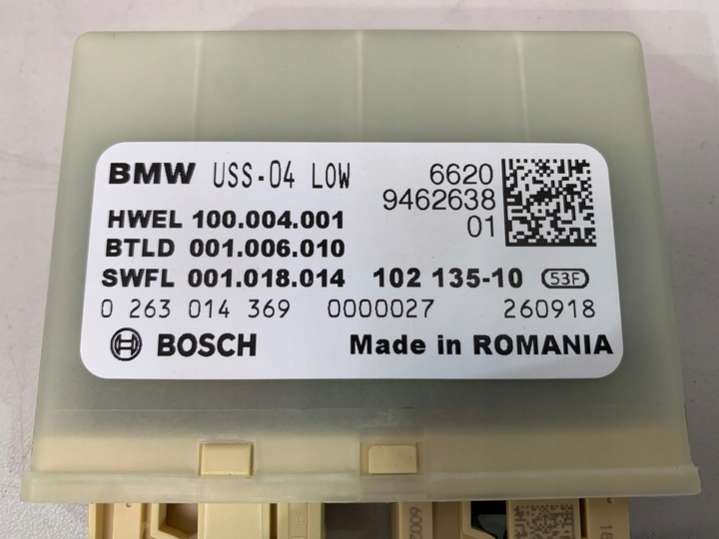 BMW USS-04 LOW 6620
9462638
HWEL 100.004.001 01
BTLD 001.006.010
SWFL 001.018.014 102 135-10 53F
0 263 014 369 0000027 260918
BOSCH Made in ROMANIA